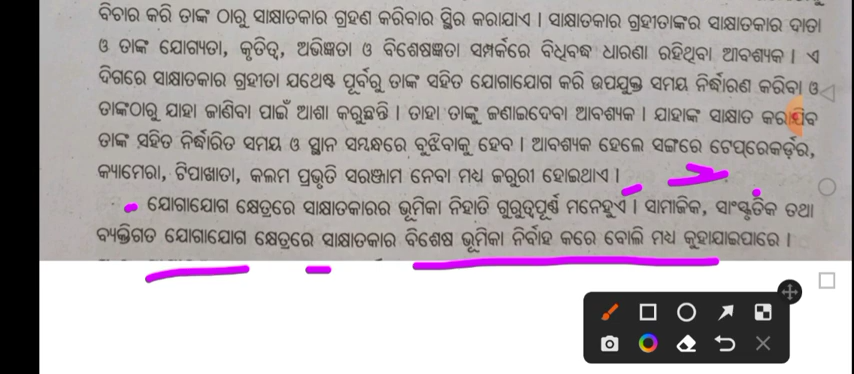 ବିଚାର କରି ତାଙ୍କ ଠାରୁ ସାକ୍ଷାତକାର ଗ୍ରହଣ କରିବାର ସ୍ଥିର କରାଯାଏ । ସାକ୍ଷାତକାର ଗ୍ରହୀତାଙ୍କର ସାକ୍ଷାତକାର ଦାତା
ଓ ତାଙ୍କ ଯୋଗ୍ୟତା, କୃତିତ୍ୱ, ଅଭିଜ୍ଞତା ଓ ବିଶେଷଜ୍ଞତା ସମ୍ପର୍କରେ ବିଧିବଦ୍ଧ ଧାରଣା ରହିଥିବା ଆବଶ୍ୟକ । ଏ
ଦିଗରେ ସାକ୍ଷାତକାର ଗ୍ରହୀତା ଯଥେଷ୍ଟ ପୂର୍ବରୁ ତାଙ୍କ ସହିତ ଯୋଗାଯୋଗ କରି ଉପଯୁକ୍ତ ସମୟ ନିର୍ଦ୍ଧାରଣ କରିବା ଓ
ତାଙ୍କଠାରୁ ଯାହା ଜାଣିବା ପାଇଁ ଆଶା କରୁଛନ୍ତି । ତାହା ତାଙ୍କୁ ଜଣାଇଦେବା ଆବଶ୍ୟକ । ଯାହାଙ୍କ ସାକ୍ଷାତ କରାଯିବ
ତାଙ୍କ ସହିତ ନିର୍ଦ୍ଧାରିତ ସମୟ ଓ ସ୍ଥାନ ସମ୍ବନ୍ଧରେ ବୁଝିବାକୁ ହେବ । ଆବଶ୍ୟକ ହେଲେ ସଙ୍ଗରେ ଟେପ୍‌ରେକର୍ଡ଼ର,
କ୍ୟାମେରା, ଟିପାଖାତା, କଲମ ପ୍ରଭୃତି ସରଞ୍ଜାମ ନେବା ମଧ୍ୟ ଜରୁରୀ ହୋଇଥାଏ ।
ଯୋଗାଯୋଗ କ୍ଷେତ୍ରରେ ସାକ୍ଷାତକାରର ଭୂମିକା ନିହାତି ଗୁରୁତ୍ୱପୂର୍ଣ୍ଣ ମନେହୁଏ । ସାମାଜିକ, ସାଂସ୍କୃତିକ ତଥା
ବ୍ୟକ୍ତିଗତ ଯୋଗାଯୋଗ କ୍ଷେତ୍ରରେ ସାକ୍ଷାତକାର ବିଶେଷ ଭୂମିକା ନିର୍ବାହ କରେ ବୋଲି ମଧ୍ୟ କୁହାଯାଇପାରେ ।